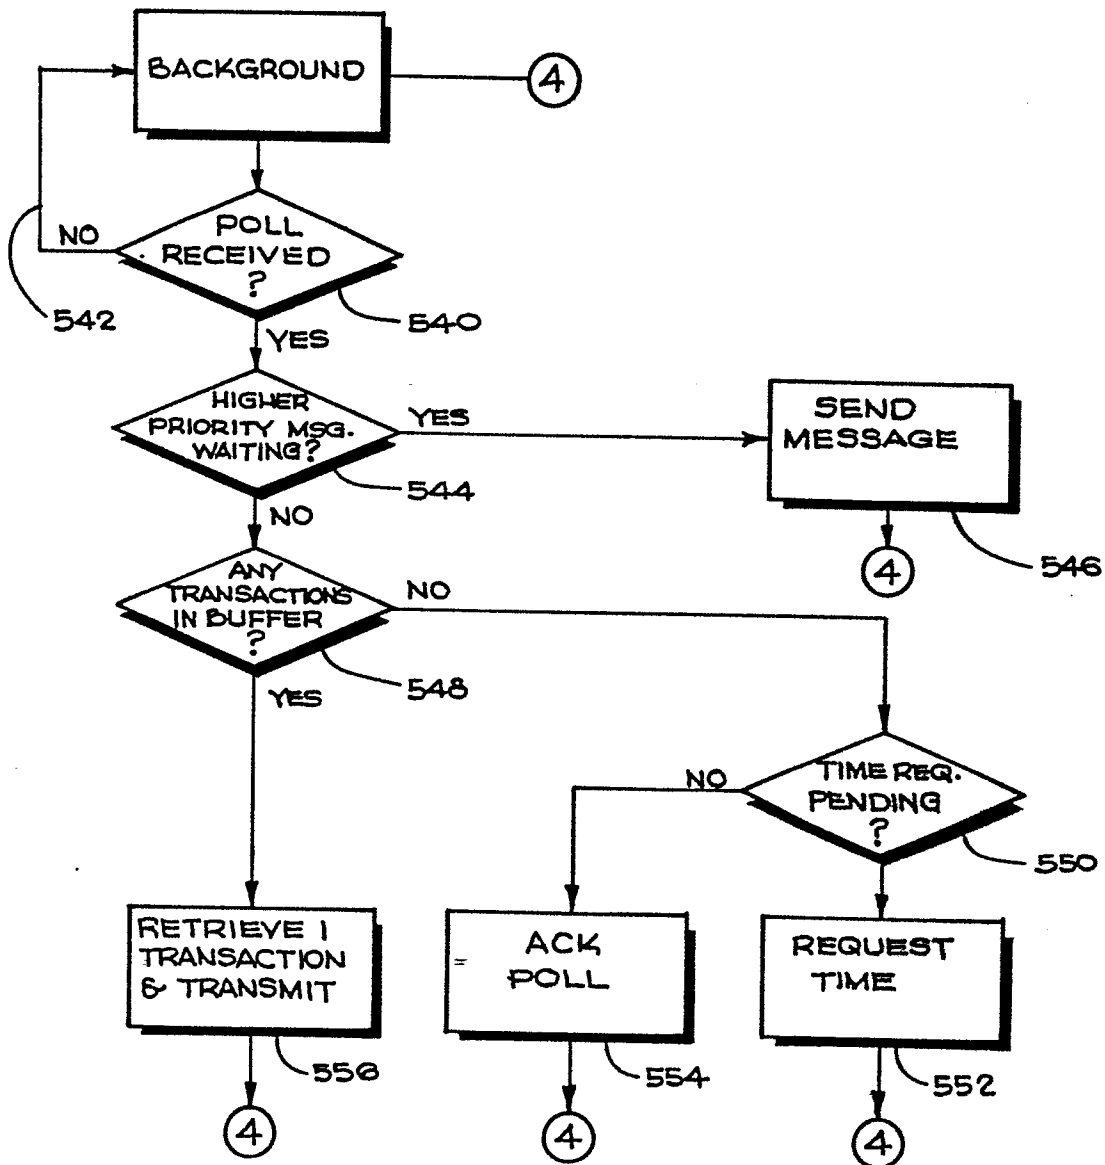 BACKGROUND
4
POLL
RECEIVED
?
NO
542
540
YES
HIGHER
PRIORITY MSG.
WAITING?
YES
544
SEND
MESSAGE
546
4
NO
ANY
TRANSACTIONS
IN BUFFER
?
NO
548
YES
TIME REQ.
PENDING
?
NO
550
RETRIEVE 1
TRANSACTION
& TRANSMIT
556
4
ACK
POLL
554
4
REQUEST
TIME
552
4